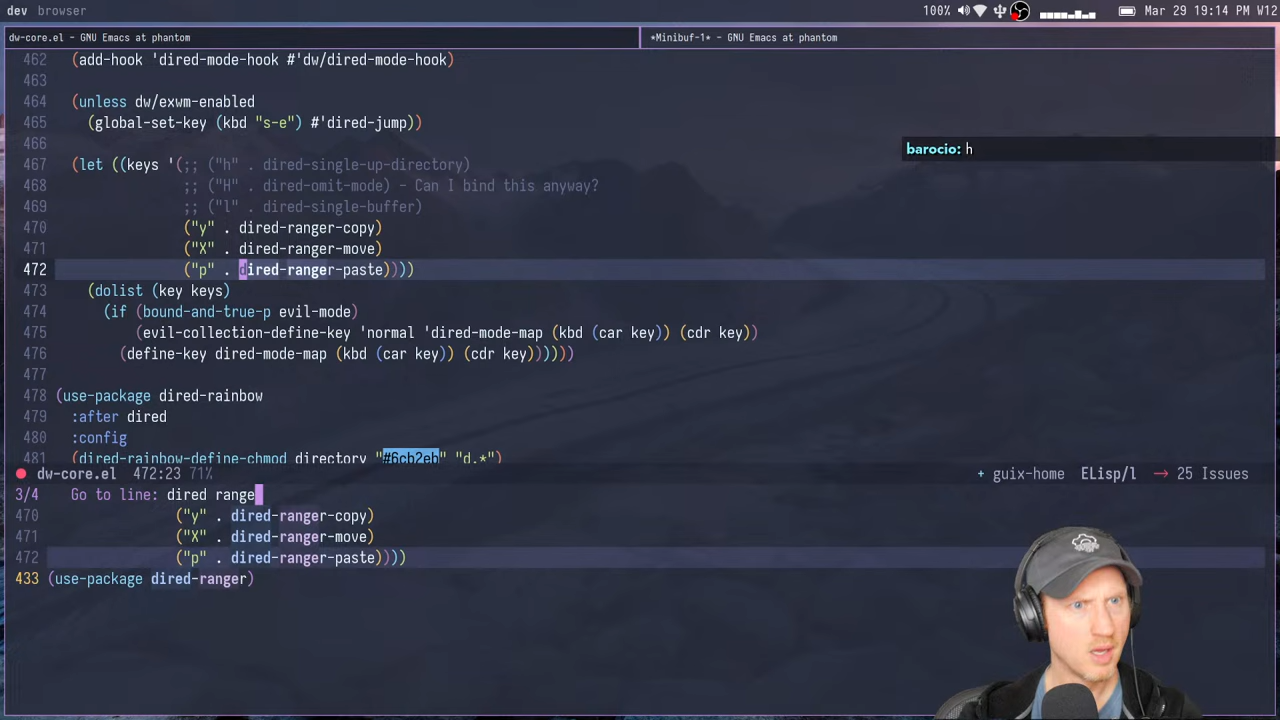 dev browser
100% Mar 29 19:14 PM W12
dw-core.el - GNU Emacs at phantom
*Minibuf-1* - GNU Emacs at phantom
462 (add-hook 'dired-mode-hook #'dw/dired-mode-hook)
463
464 (unless dw/exwm-enabled
465 (global-set-key (kbd "s-e") #'dired-jump))
466
barocio: h
467 (let ((keys '(;; ("h" . dired-single-up-directory)
468 ;; ("H" . dired-omit-mode) - Can I bind this anyway?
469 ;; ("l" . dired-single-buffer)
470 ("y" . dired-ranger-copy)
471 ("X" . dired-ranger-move)
472 ("p" . dired-ranger-paste))))
473 (dolist (key keys)
474 (if (bound-and-true-p evil-mode)
475 (evil-collection-define-key 'normal 'dired-mode-map (kbd (car key)) (cdr key))
476 (define-key dired-mode-map (kbd (car key)) (cdr key))))))
477
478 (use-package dired-rainbow
479 :after dired
480 :config
481 (dired-rainbow-define-chmod directory "#6cb2eb" "d.*")
dw-core.el 472:23 71% + guix-home ELisp/l → 25 Issues
3/4 Go to line: dired range
("y" . dired-ranger-copy)
("X" . dired-ranger-move)
("p" . dired-ranger-paste))))
433 (use-package dired-ranger)